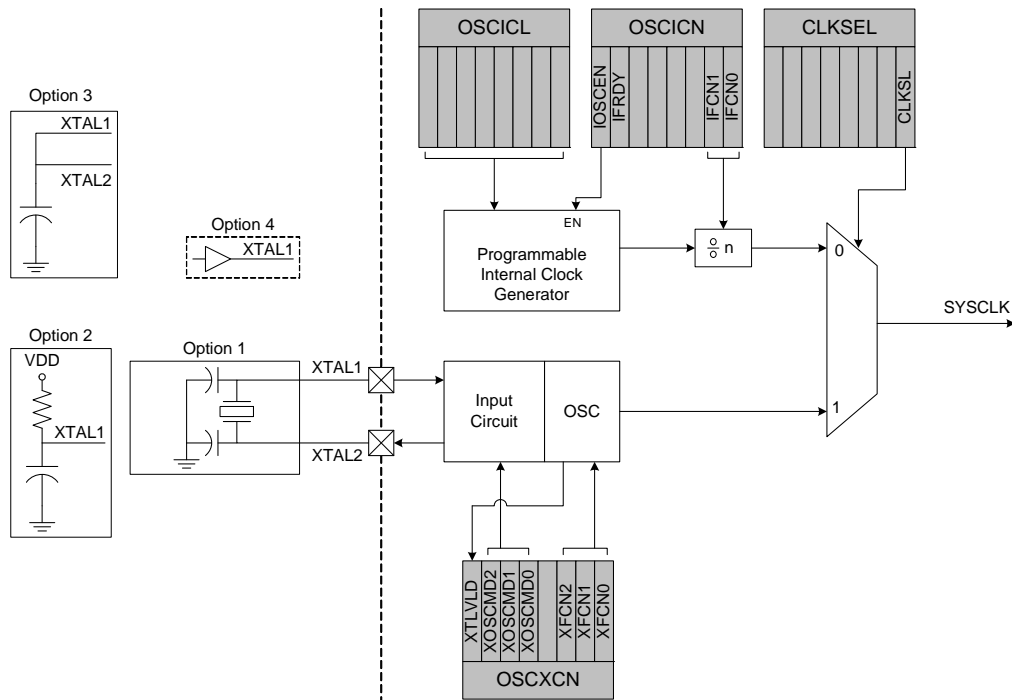 OSCICL
OSCICN
CLKSEL
IOSCEN
IFRDY
IFCN1
IFCN0
CLKSL
Option 3
XTAL1
XTAL2
Option 4
XTAL1
EN
Programmable
Internal Clock
Generator
n
0
SYSCLK
Option 2
VDD
XTAL1
Option 1
XTAL1
XTAL2
Input
Circuit
OSC
1
XTLVLD
XOSCMD2
XOSCMD1
XOSCMD0
XFCN2
XFCN1
XFCN0
OSCXCN